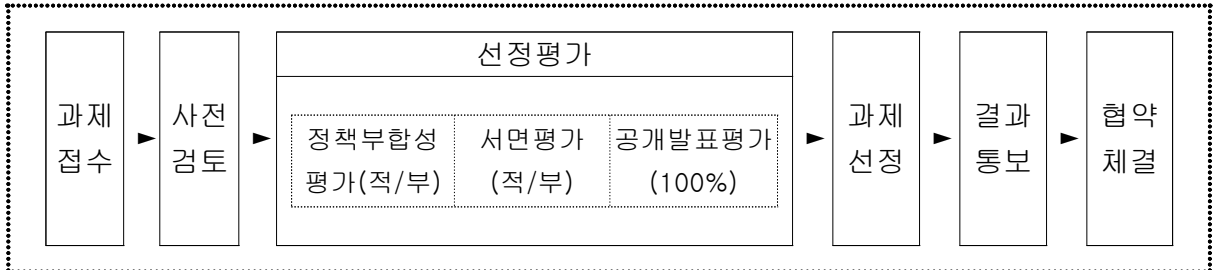 과제
접수
►
사전
검토
►
선정평가
정책부합성
평가(적/부)
서면평가
(적/부)
공개발표평가
(100%)
►
과제
선정
►
결과
통보
►
협약
체결